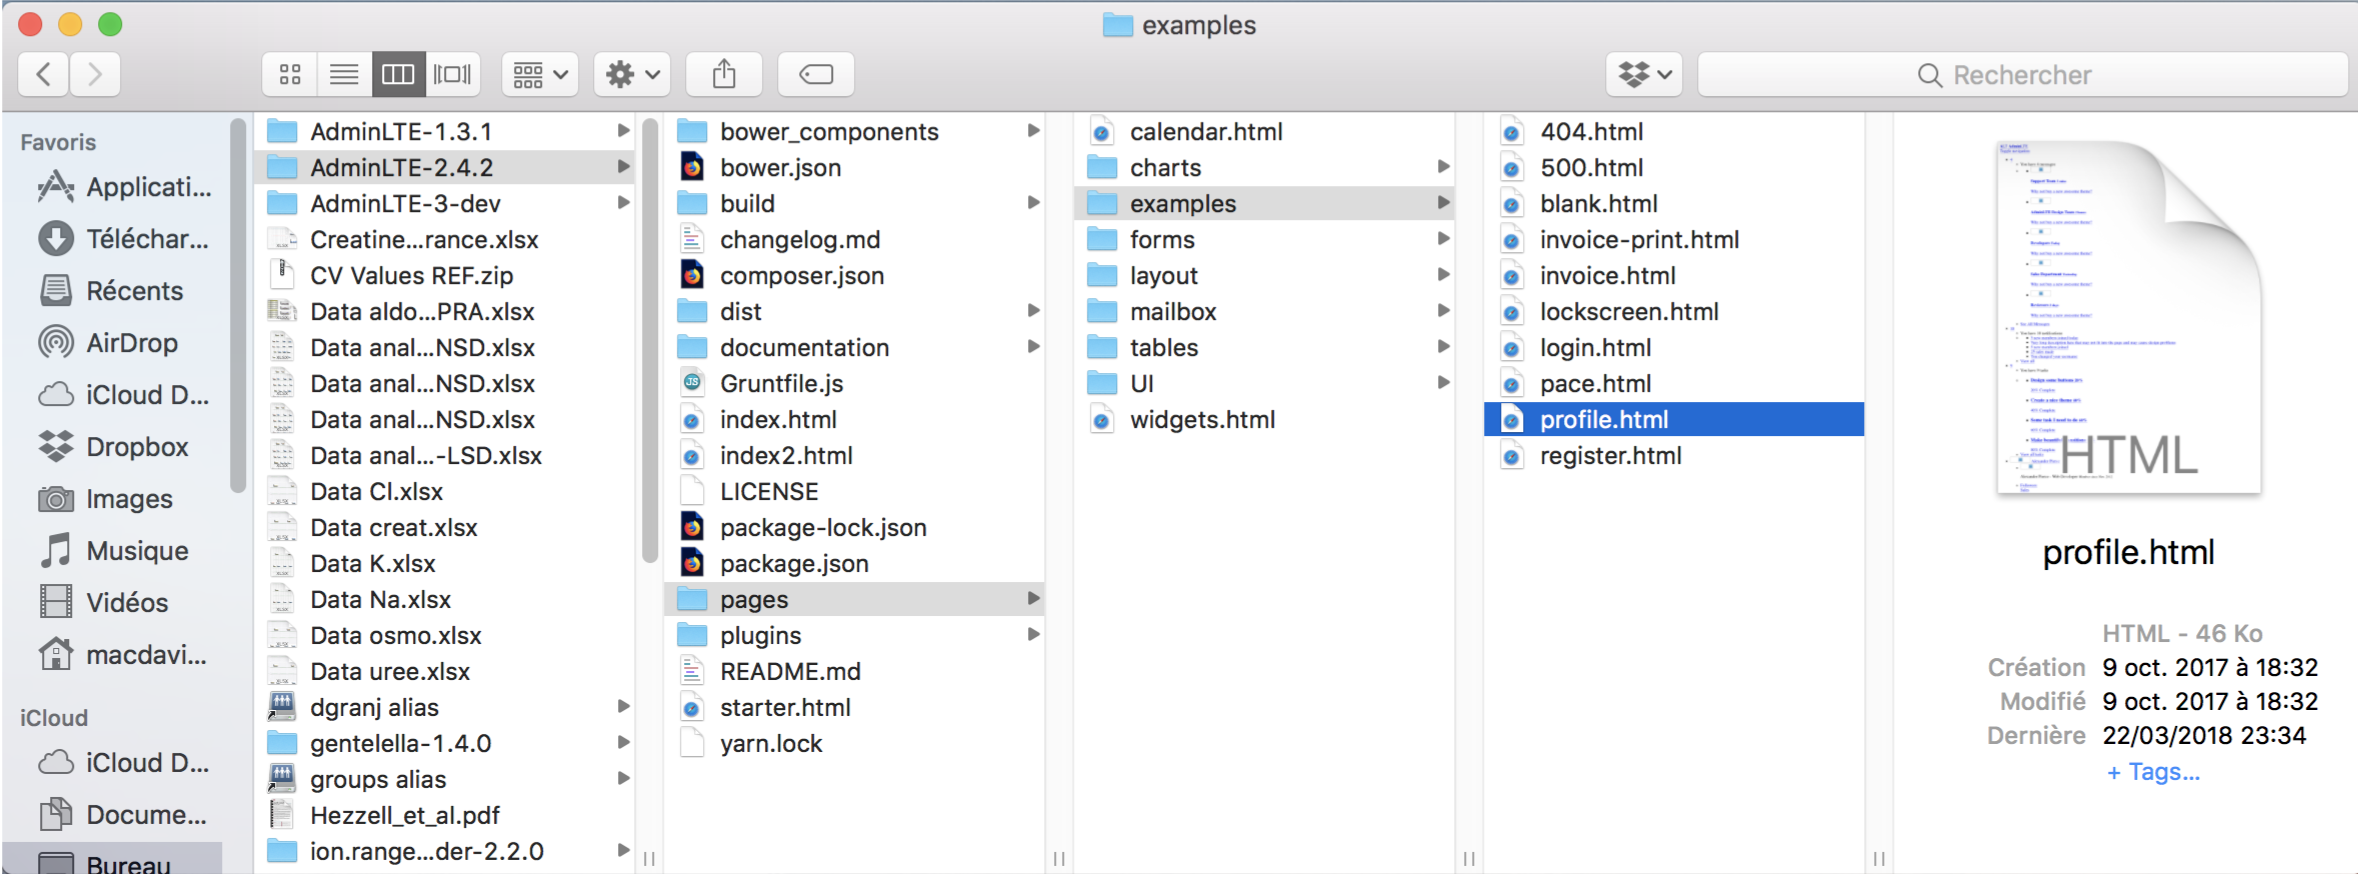 examples
Rechercher
Favoris
Applicati...
Téléchar...
Récents
AirDrop
iCloud D...
Dropbox
Images
Musique
Vidéos
macdavi...
iCloud
iCloud D...
Docume...
Bureau
AdminLTE-1.3.1
AdminLTE-2.4.2
AdminLTE-3-dev
Creatine...rance.xlsx
CV Values REF.zip
Data aldo...PRA.xlsx
Data anal...NSD.xlsx
Data anal...NSD.xlsx
Data anal...NSD.xlsx
Data anal...-LSD.xlsx
Data Cl.xlsx
Data creat.xlsx
Data K.xlsx
Data Na.xlsx
Data osmo.xlsx
Data uree.xlsx
dgranj alias
gentelella-1.4.0
groups alias
Hezzell_et_al.pdf
ion.range...der-2.2.0
bower_components
bower.json
build
changelog.md
composer.json
dist
documentation
Gruntfile.js
index.html
index2.html
LICENSE
package-lock.json
package.json
pages
plugins
README.md
starter.html
yarn.lock
calendar.html
charts
examples
forms
layout
mailbox
tables
UI
widgets.html
404.html
500.html
blank.html
invoice-print.html
invoice.html
lockscreen.html
login.html
pace.html
profile.html
register.html
HTML
profile.html
HTML - 46 Ko
Création 9 oct. 2017 à 18:32
Modifié 9 oct. 2017 à 18:32
Dernière 22/03/2018 23:34
+ Tags...